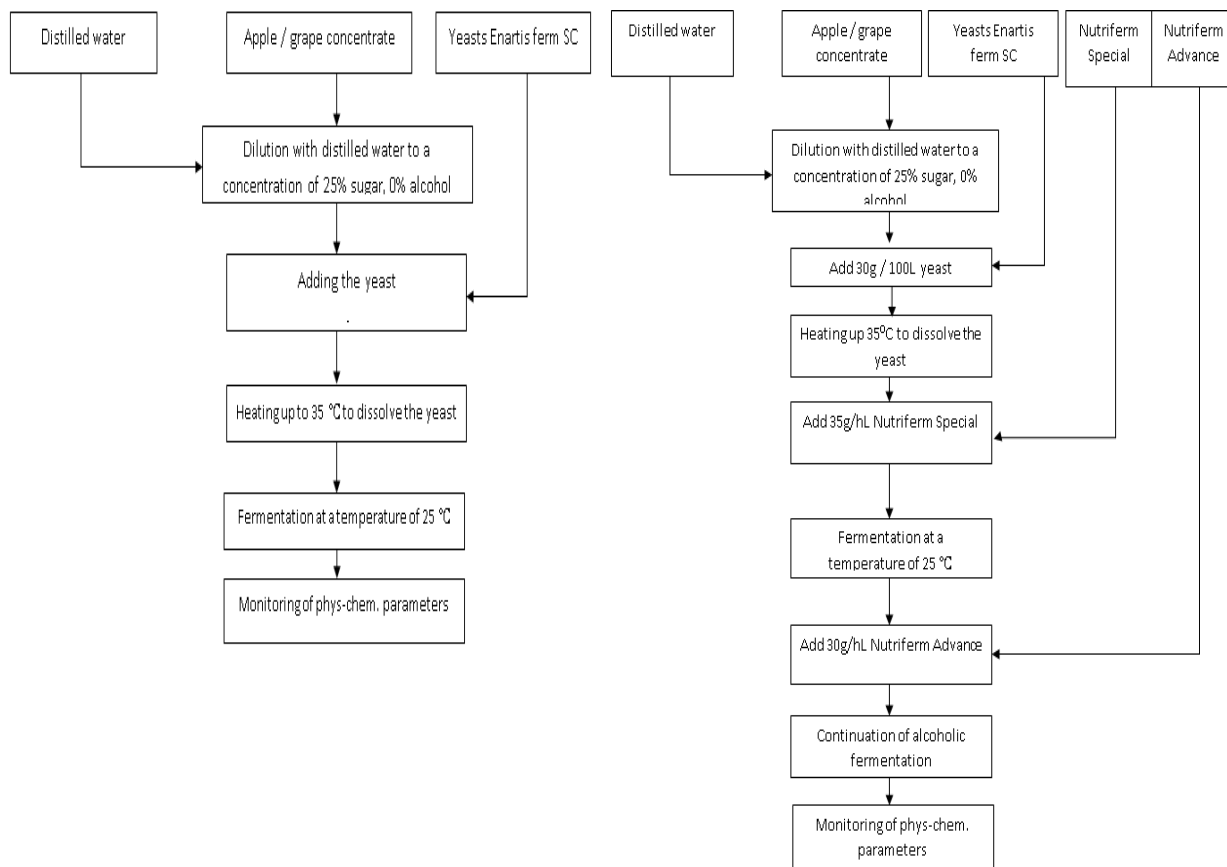 Distilled water
Apple / grape concentrate
Yeasts Enartis ferm SC
Dilution with distilled water to a
concentration of 25% sugar, 0% alcohol
Adding the yeast
.
Heating up to 35 °C to dissolve the yeast
Fermentation at a temperature of 25 °C
Monitoring of phys-chem. parameters
Distilled water
Apple / grape
concentrate
Yeasts Enartis
ferm SC
Nutriferm
Special
Nutriferm
Advance
Dilution with distilled water to a
concentration of 25% sugar, 0%
alcohol
Add 30g / 100L yeast
Heating up 35⁰C to dissolve the
yeast
Add 35g/hL Nutriferm Special
Fermentation at a
temperature of 25 °C
Add 30g/hL Nutriferm Advance
Continuation of alcoholic
fermentation
Monitoring of phys-chem.
parameters